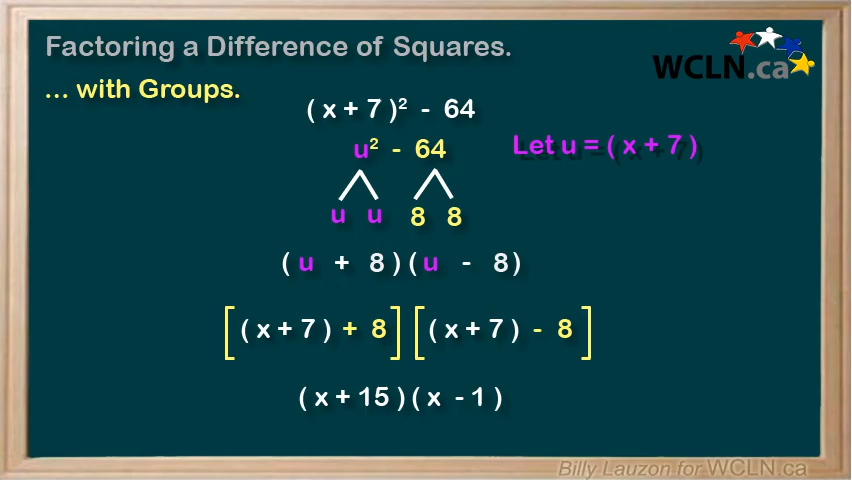 Factoring a Difference of Squares.
WCLN.ca
... with Groups.
( x + 7 )² - 64
u² - 64
Let u = ( x + 7 )
u u 8 8
( u + 8 ) ( u - 8 )
[ ( x + 7 ) + 8 ] [ ( x + 7 ) - 8 ]
( x + 15 ) ( x - 1 )
Billy Lauzon for WCLN.ca